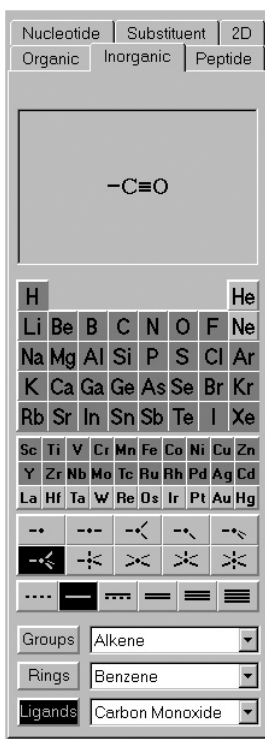 Nucleotide Substituent 2D
Organic Inorganic Peptide
–C≡O
H He
Li Be B C N O F Ne
Na Mg Al Si P S Cl Ar
K Ca Ga Ge As Se Br Kr
Rb Sr In Sn Sb Te I Xe
Sc Ti V Cr Mn Fe Co Ni Cu Zn
Y Zr Nb Mo Tc Ru Rh Pd Ag Cd
La Hf Ta W Re Os Ir Pt Au Hg
Groups Alkene
Rings Benzene
Ligands Carbon Monoxide